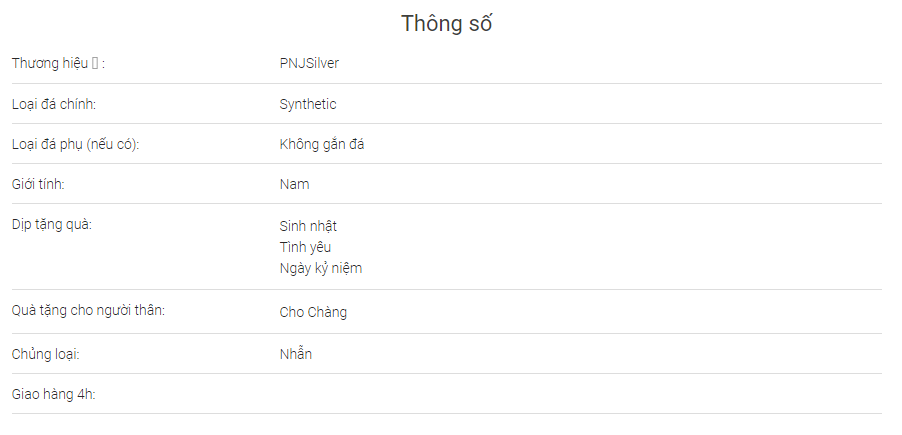 Thông số
Thương hiệu ▯ : PNJSilver
Loại đá chính: Synthetic
Loại đá phụ (nếu có): Không gắn đá
Giới tính: Nam
Dịp tặng quà: Sinh nhật
Tình yêu
Ngày kỷ niệm
Quà tặng cho người thân: Cho Chàng
Chủng loại: Nhẫn
Giao hàng 4h: